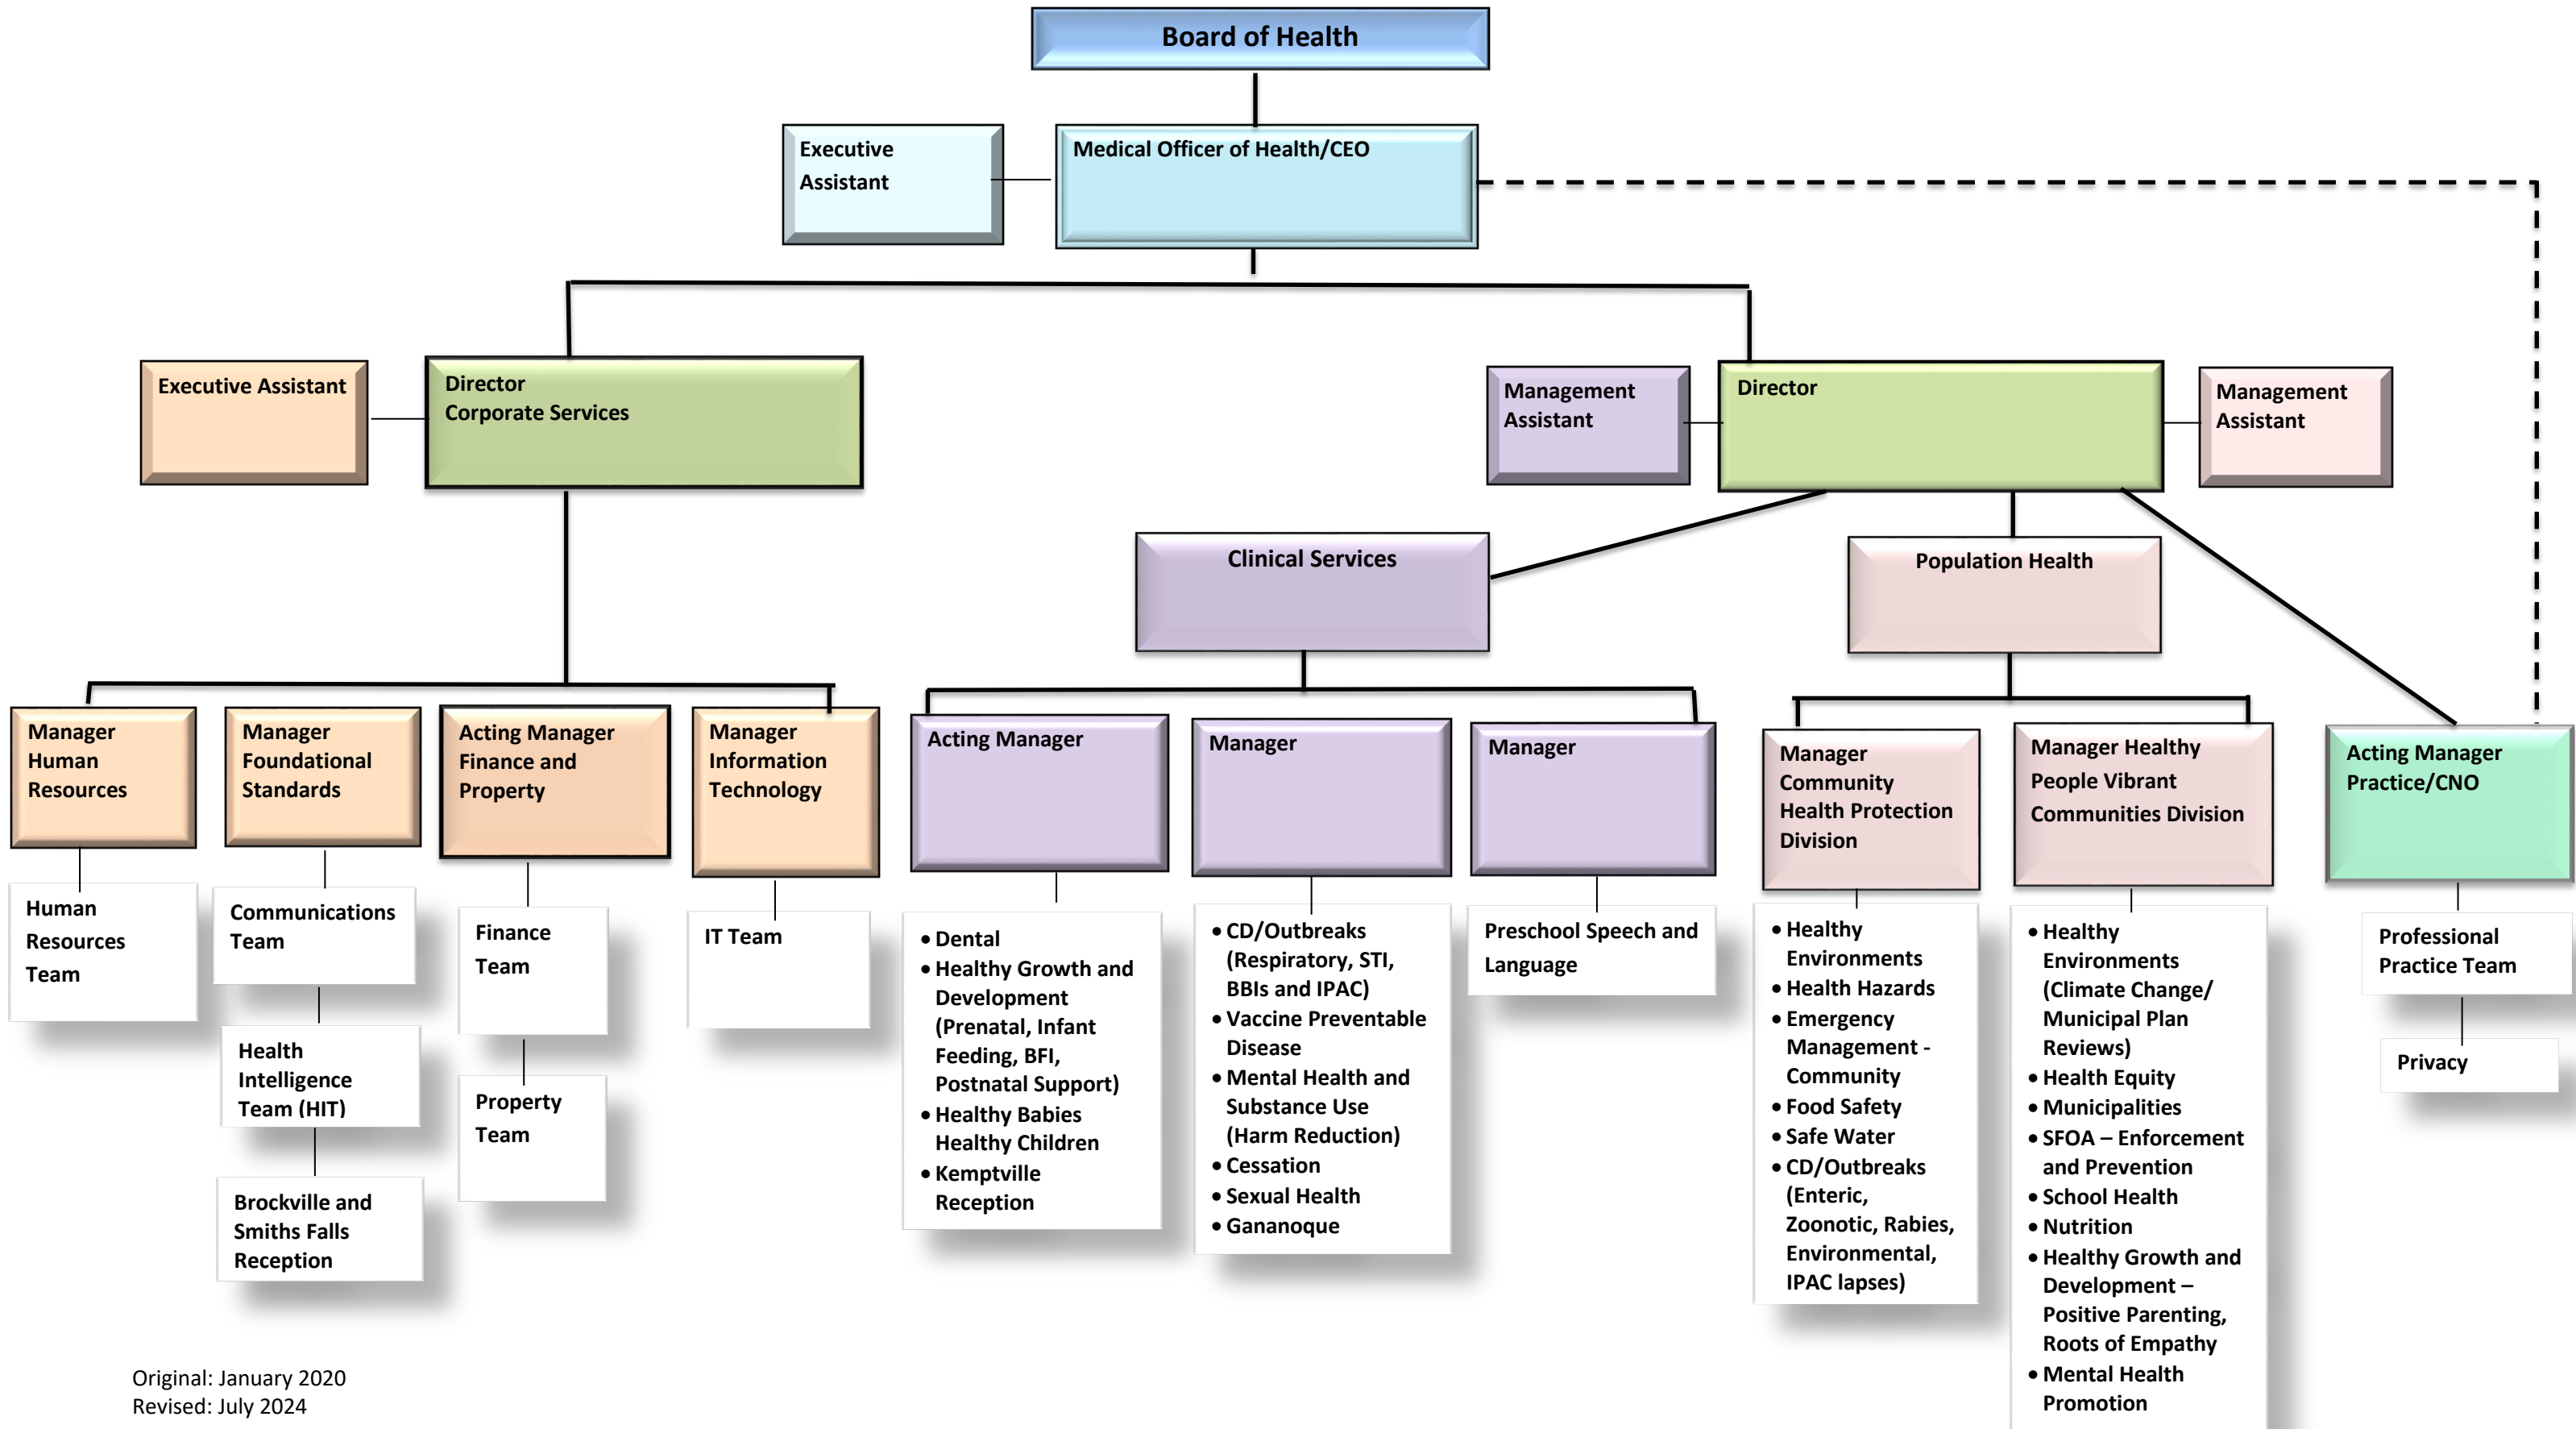 Board of Health
Executive
Assistant
Medical Officer of Health/CEO
Executive Assistant
Director
Corporate Services
Management
Assistant
Director
Management
Assistant
Clinical Services
Population Health
Manager
Human
Resources
Manager
Foundational
Standards
Acting Manager
Finance and
Property
Manager
Information
Technology
Acting Manager
Manager
Manager
Manager
Community
Health Protection
Division
Manager Healthy
People Vibrant
Communities Division
Acting Manager
Practice/CNO
Human
Resources
Team
Communications
Team
Health
Intelligence
Team (HIT)
Brockville and
Smiths Falls
Reception
Finance
Team
Property
Team
IT Team
• Dental
• Healthy Growth and
Development
(Prenatal, Infant
Feeding, BFI,
Postnatal Support)
• Healthy Babies
Healthy Children
• Kemptville
Reception
• CD/Outbreaks
(Respiratory, STI,
BBIs and IPAC)
• Vaccine Preventable
Disease
• Mental Health and
Substance Use
(Harm Reduction)
• Cessation
• Sexual Health
• Gananoque
Preschool Speech and
Language
• Healthy
Environments
• Health Hazards
• Emergency
Management -
Community
• Food Safety
• Safe Water
• CD/Outbreaks
(Enteric,
Zoonotic, Rabies,
Environmental,
IPAC lapses)
• Healthy
Environments
(Climate Change/
Municipal Plan
Reviews)
• Health Equity
• Municipalities
• SFOA – Enforcement
and Prevention
• School Health
• Nutrition
• Healthy Growth and
Development –
Positive Parenting,
Roots of Empathy
• Mental Health
Promotion
Professional
Practice Team
Privacy
Original: January 2020
Revised: July 2024